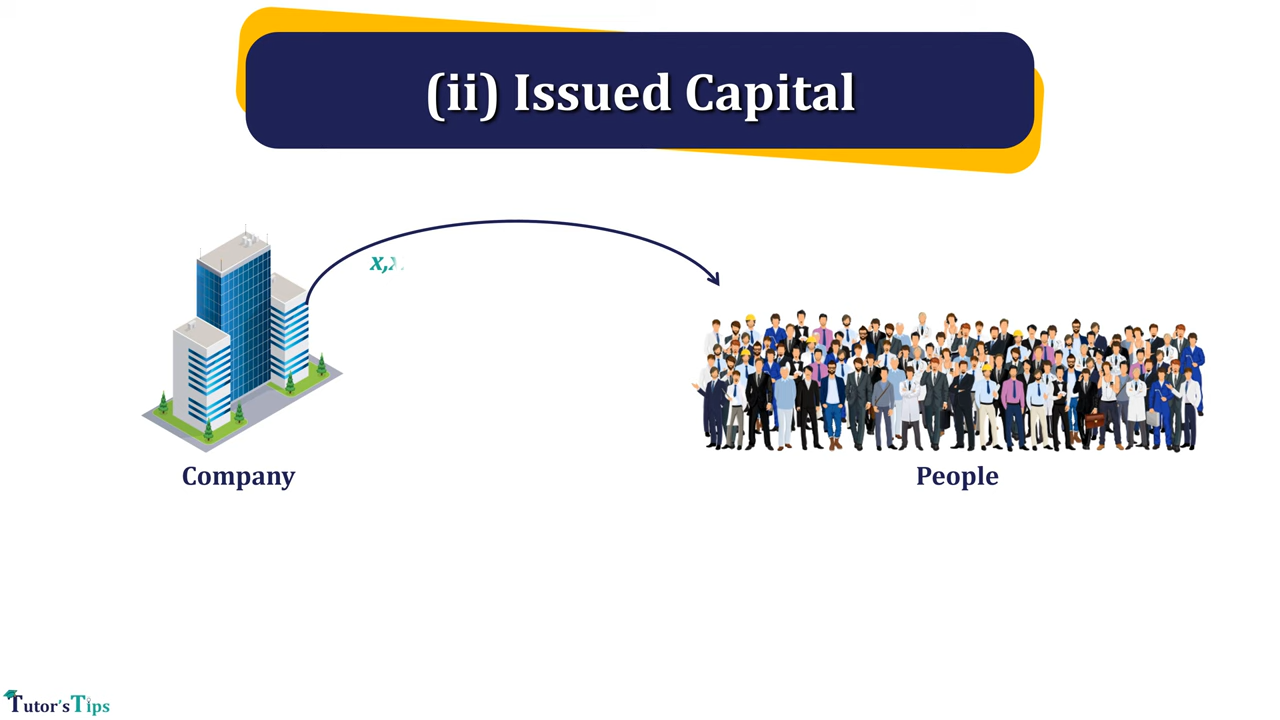 (ii) Issued Capital
x,x
Company
People
Tutor'sTips